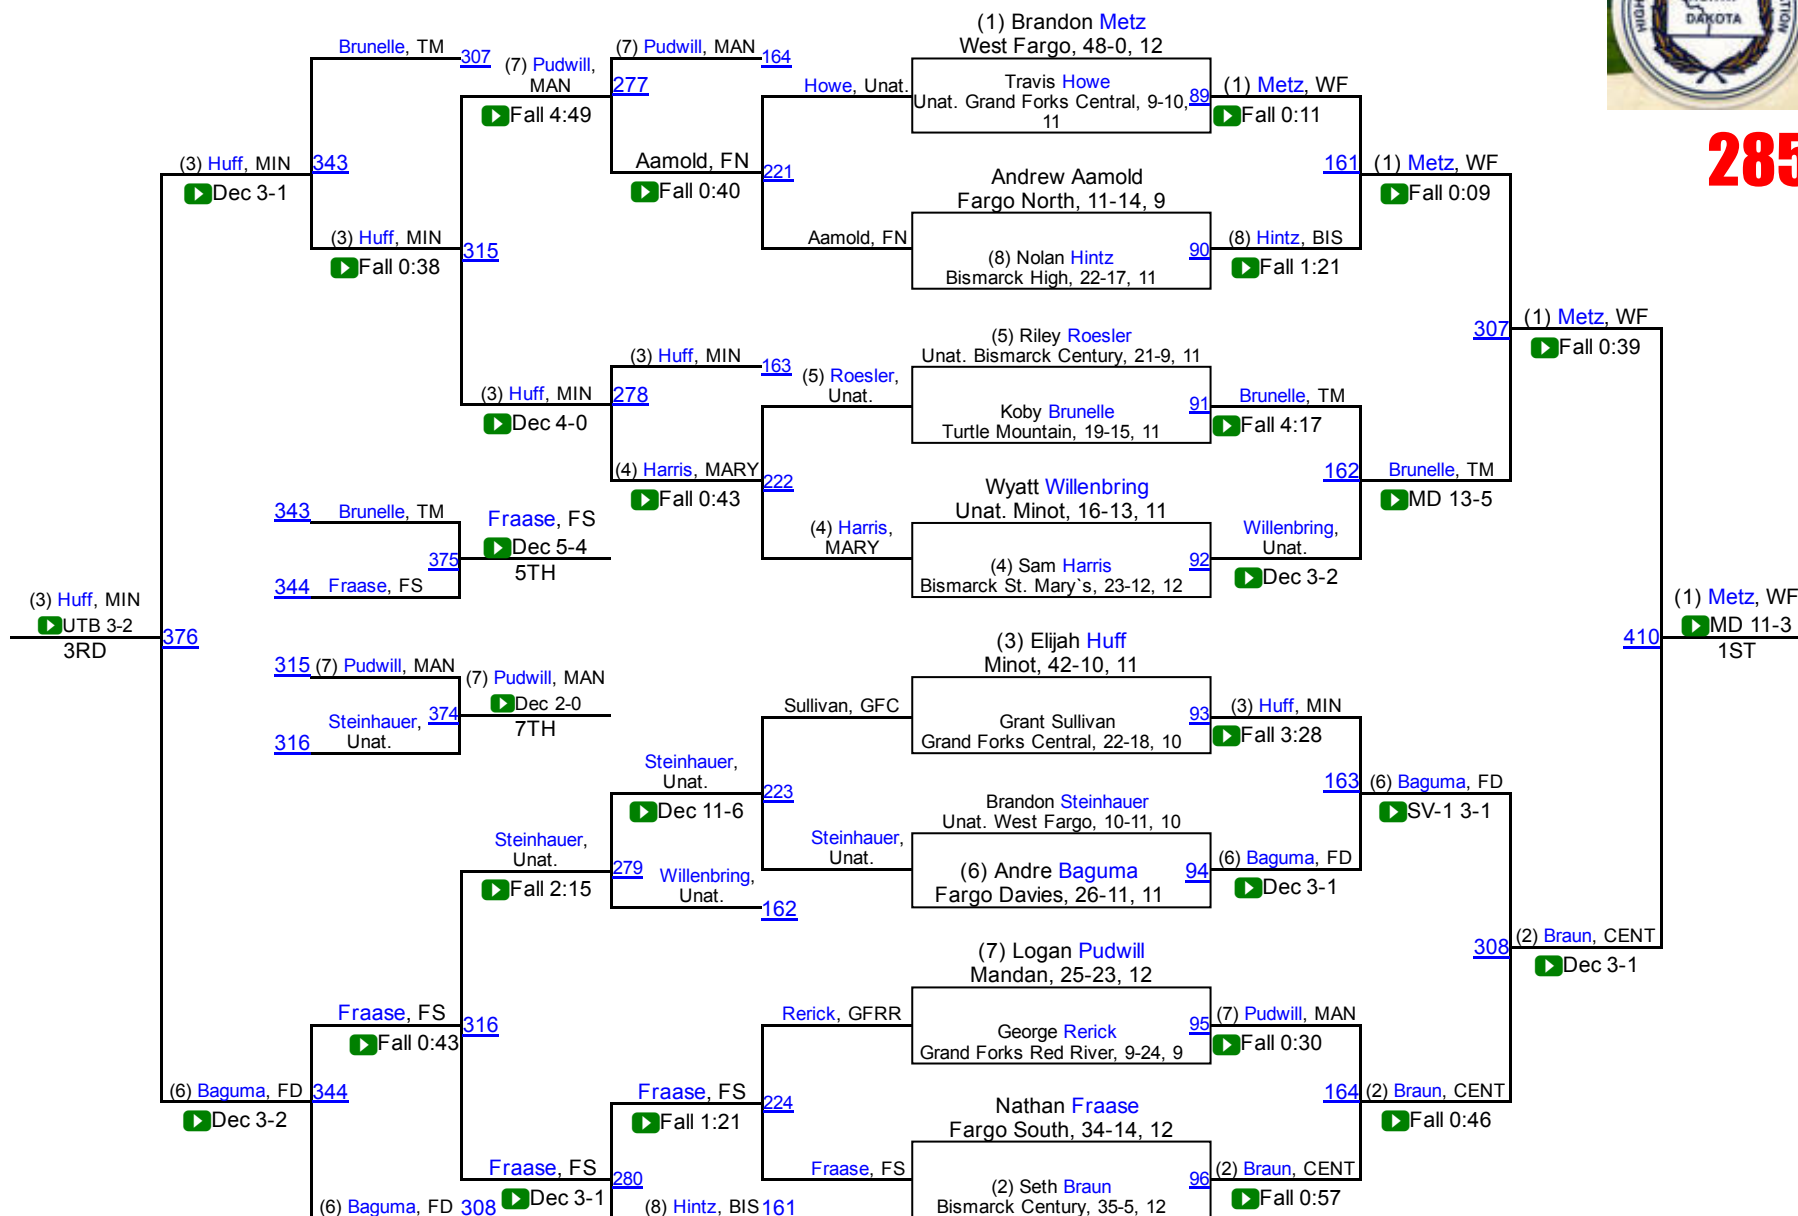 (1) Brandon Metz
West Fargo, 48-0, 12
DAKOTA
285
Brunelle, TM
307
(7) Pudwill,
MAN
Fall 4:49
(7) Pudwill, MAN
164
277
Howe, Unat.
Travis Howe
Unat. Grand Forks Central, 9-10,
11
89
(1) Metz, WF
Fall 0:11
(3) Huff, MIN
343
Dec 3-1
Aamold, FN
221
Fall 0:40
Andrew Aamold
Fargo North, 11-14, 9
161
(1) Metz, WF
Fall 0:09
(3) Huff, MIN
315
Fall 0:38
Aamold, FN
(8) Nolan Hintz
Bismarck High, 22-17, 11
90
(8) Hintz, BIS
Fall 1:21
307
(1) Metz, WF
Fall 0:39
(3) Huff, MIN
163
(5) Riley Roesler
Unat. Bismarck Century, 21-9, 11
(3) Huff, MIN
278
Dec 4-0
(5) Roesler,
Unat.
Koby Brunelle
Turtle Mountain, 19-15, 11
91
Brunelle, TM
Fall 4:17
(4) Harris, MARY
222
Fall 0:43
Wyatt Willenbring
Unat. Minot, 16-13, 11
162
Brunelle, TM
MD 13-5
343
Brunelle, TM
375
344
Fraase, FS
Fraase, FS
Dec 5-4
5TH
(4) Harris,
MARY
(4) Sam Harris
Bismarck St. Mary`s, 23-12, 12
92
Willenbring,
Unat.
Dec 3-2
(3) Huff, MIN
UTB 3-2
3RD
376
410
(1) Metz, WF
MD 11-3
1ST
315
(7) Pudwill, MAN
374
316
Steinhauer,
Unat.
(7) Pudwill, MAN
Dec 2-0
7TH
(3) Elijah Huff
Minot, 42-10, 11
Sullivan, GFC
Grant Sullivan
Grand Forks Central, 22-18, 10
93
(3) Huff, MIN
Fall 3:28
Steinhauer,
Unat.
223
Dec 11-6
Brandon Steinhauer
Unat. West Fargo, 10-11, 10
163
(6) Baguma, FD
SV-1 3-1
Steinhauer,
Unat.
279
Fall 2:15
Willenbring,
Unat.
162
Steinhauer,
Unat.
(6) Andre Baguma
Fargo Davies, 26-11, 11
94
(6) Baguma, FD
Dec 3-1
308
(2) Braun, CENT
Dec 3-1
(7) Logan Pudwill
Mandan, 25-23, 12
Fraase, FS
316
Fall 0:43
Rerick, GFRR
George Rerick
Grand Forks Red River, 9-24, 9
95
(7) Pudwill, MAN
Fall 0:30
(6) Baguma, FD
344
Dec 3-2
Fraase, FS
224
Fall 1:21
Nathan Fraase
Fargo South, 34-14, 12
164
(2) Braun, CENT
Fall 0:46
Fraase, FS
280
Dec 3-1
Fraase, FS
(2) Seth Braun
Bismarck Century, 35-5, 12
96
(2) Braun, CENT
Fall 0:57
(6) Baguma, FD
308
(8) Hintz, BIS
161